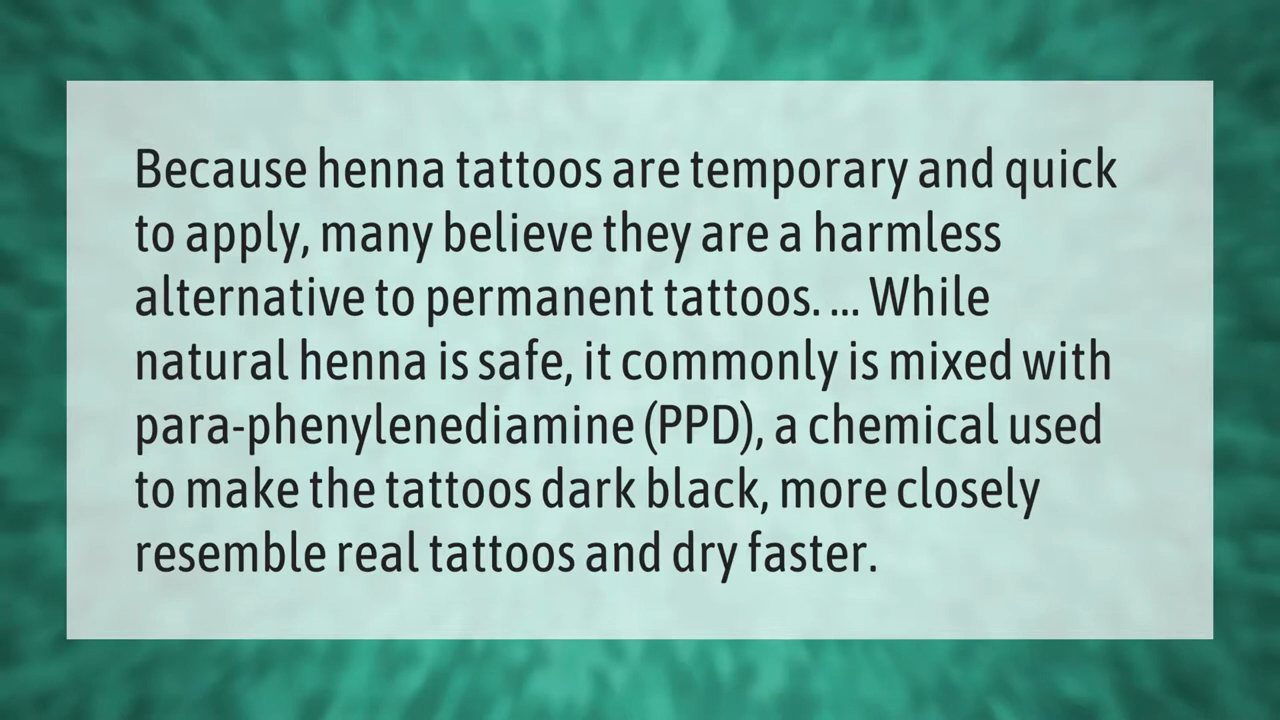 Because henna tattoos are temporary and quick
to apply, many believe they are a harmless
alternative to permanent tattoos. ... While
natural henna is safe, it commonly is mixed with
para-phenylenediamine (PPD), a chemical used
to make the tattoos dark black, more closely
resemble real tattoos and dry faster.